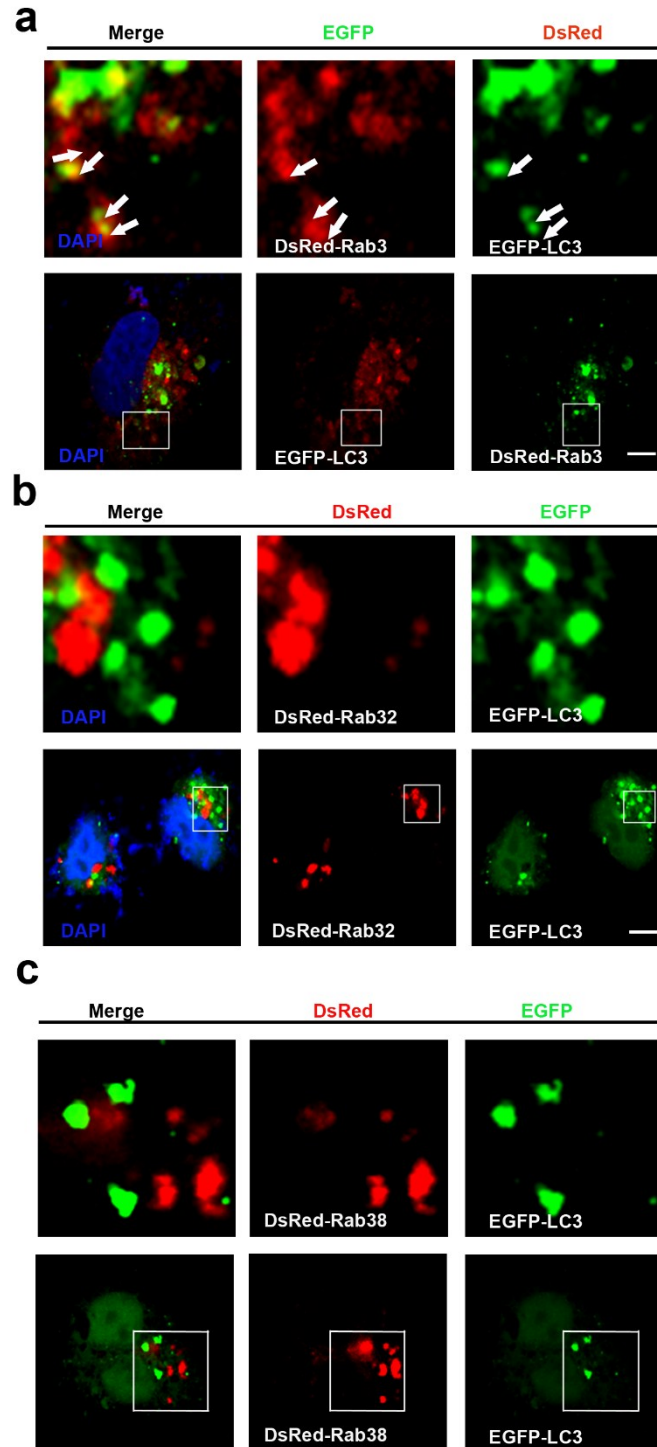 a
Merge EGFP DsRed
DAPI DsRed-Rab3 EGFP-LC3
DAPI EGFP-LC3 DsRed-Rab3
b
Merge DsRed EGFP
DAPI DsRed-Rab32 EGFP-LC3
DAPI DsRed-Rab32 EGFP-LC3
c
Merge DsRed EGFP
DsRed-Rab38 EGFP-LC3
DsRed-Rab38 EGFP-LC3